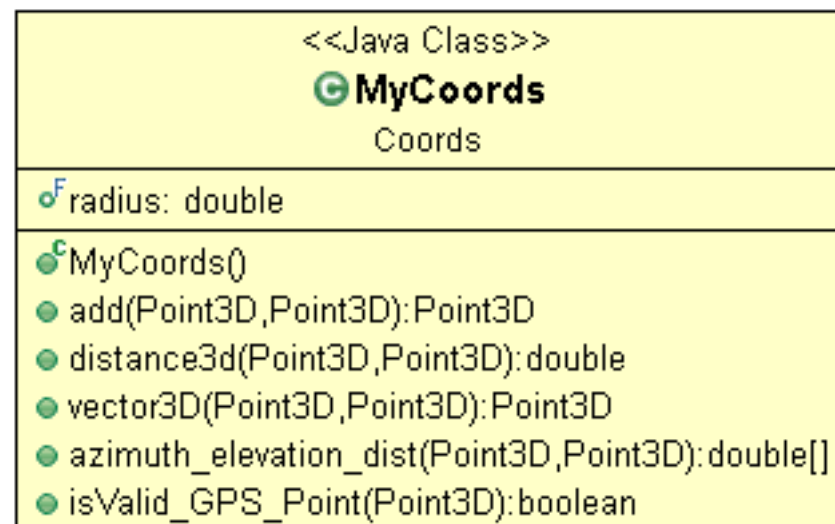 <<Java Class>>
C MyCoords
Coords
F radius: double
C MyCoords()
add(Point3D,Point3D):Point3D
distance3d(Point3D,Point3D):double
vector3D(Point3D,Point3D):Point3D
azimuth_elevation_dist(Point3D,Point3D):double[]
isValid_GPS_Point(Point3D):boolean